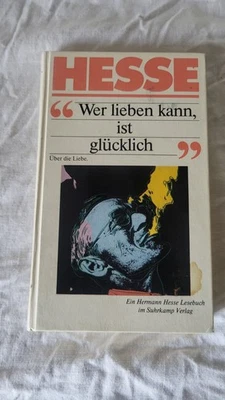 HESSE
“Wer lieben kann,
ist
glücklich”
Über die Liebe.
Ein Hermann Hesse Lesebuch
im Suhrkamp Verlag